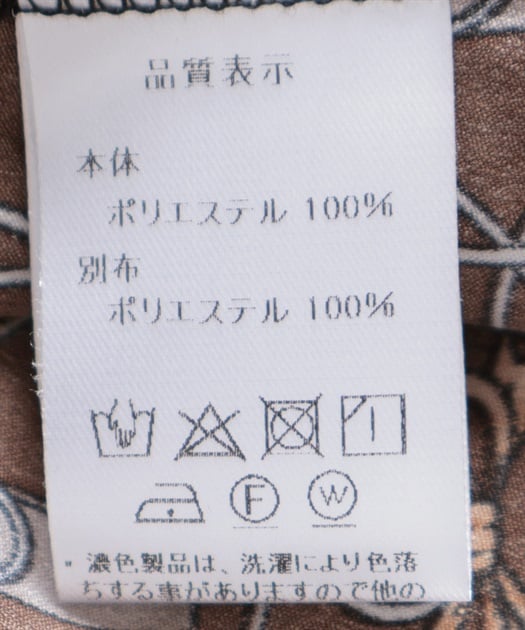 品質表示
本体
ポリエステル 100%
別布
ポリエステル 100%
F
W
* 濃色製品は、洗濯により色落
ちする事がありますので他の